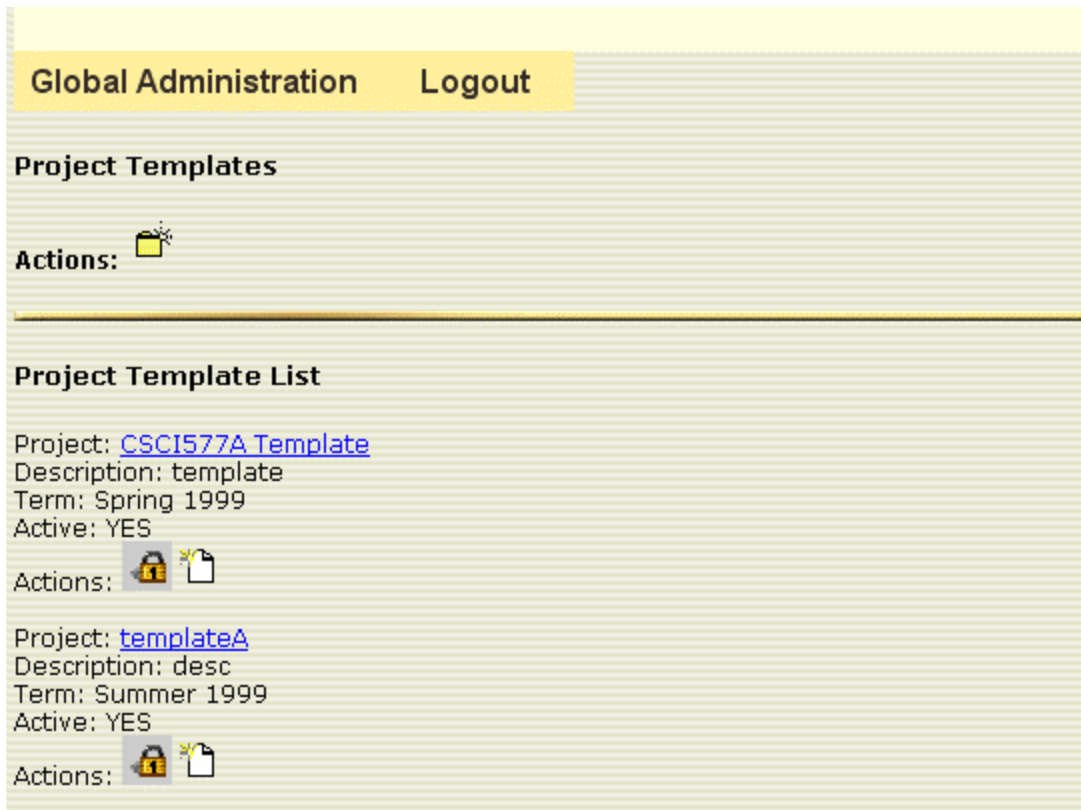 Global Administration Logout
Project Templates
Actions:
Project Template List
Project: CSCI577A Template
Description: template
Term: Spring 1999
Active: YES
Actions:
Project: templateA
Description: desc
Term: Summer 1999
Active: YES
Actions: